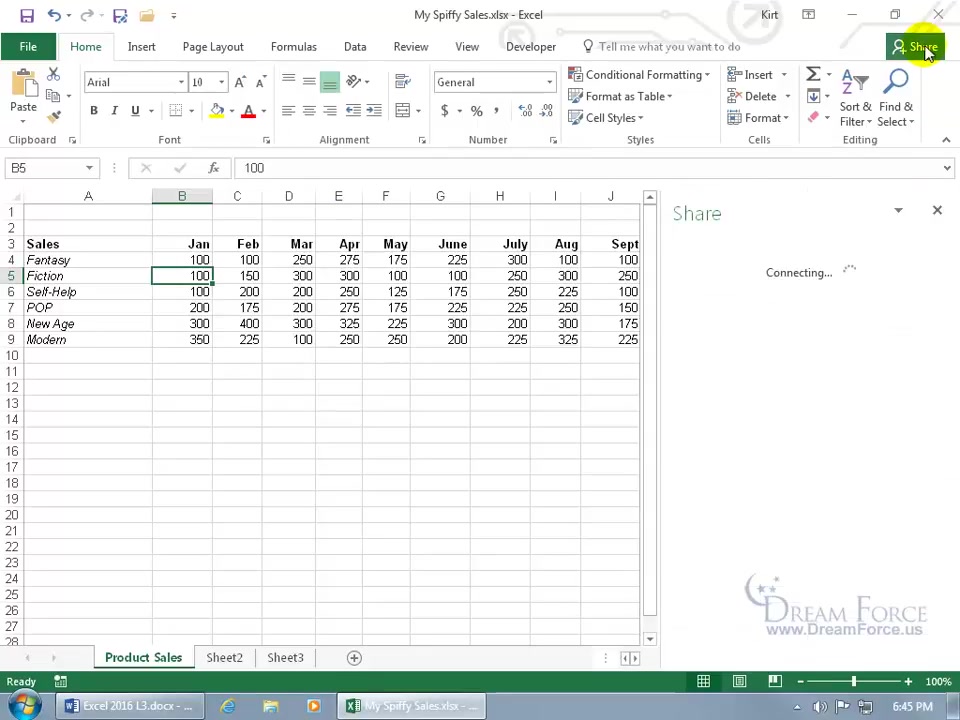 My Spiffy Sales.xlsx - Excel
Kirt
File Home Insert Page Layout Formulas Data Review View Developer Tell me what you want to do Share
Paste
Arial 10
B I U A
General
$ % ,
Conditional Formatting
Format as Table
Cell Styles
Insert
Delete
Format
Sort & Filter
Find & Select
Clipboard Font Alignment Number Styles Cells Editing
B5 fx 100
A B C D E F G H I J
1
2
3 Sales Jan Feb Mar Apr May June July Aug Sept
4 Fantasy 100 100 250 275 175 225 300 100 100
5 Fiction 100 150 300 300 100 100 250 300 250
6 Self-Help 100 200 200 250 125 175 250 225 100
7 POP 200 175 200 275 175 225 225 250 150
8 New Age 300 400 300 325 225 300 200 300 175
9 Modern 350 225 100 250 250 200 225 325 225
10
11
12
13
14
15
16
17
18
19
20
21
22
23
24
25
26
27
28
Share
Connecting...
DREAM FORCE
www.DreamForce.us
Product Sales Sheet2 Sheet3
Ready 100%
Excel 2016 L3.docx - ... My Spiffy Sales.xlsx - ... 6:45 PM